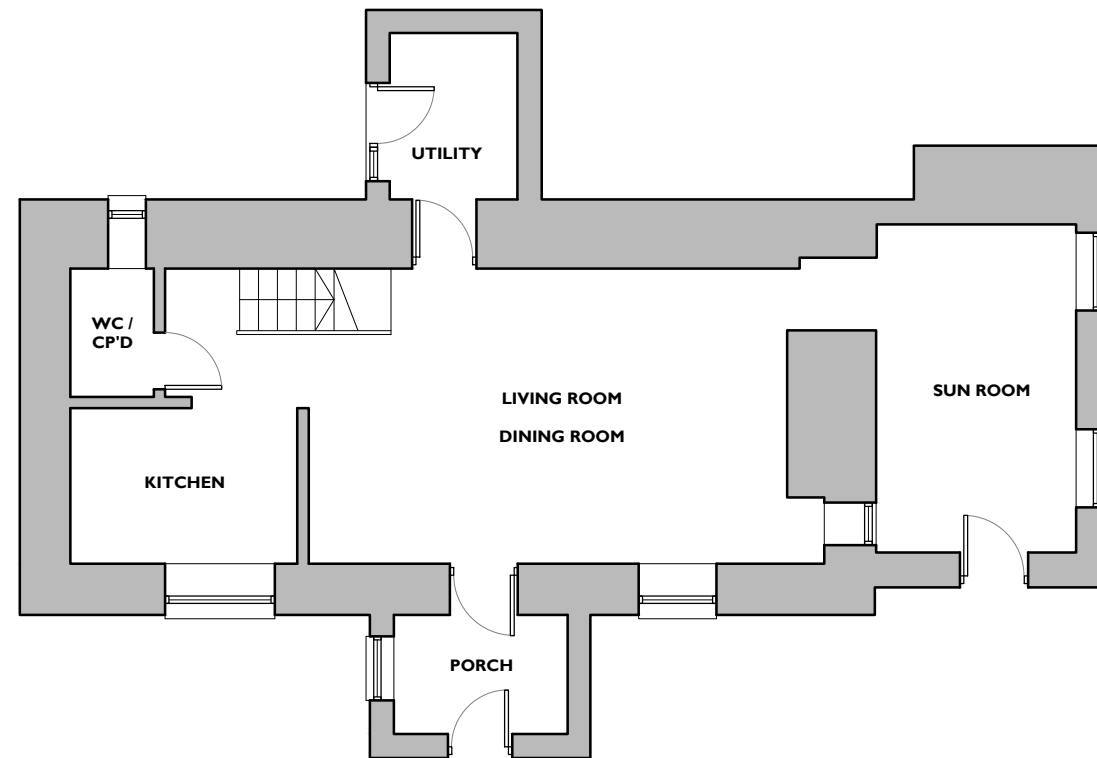 UTILITY
WC /
CP'D
LIVING ROOM
DINING ROOM
SUN ROOM
KITCHEN
PORCH